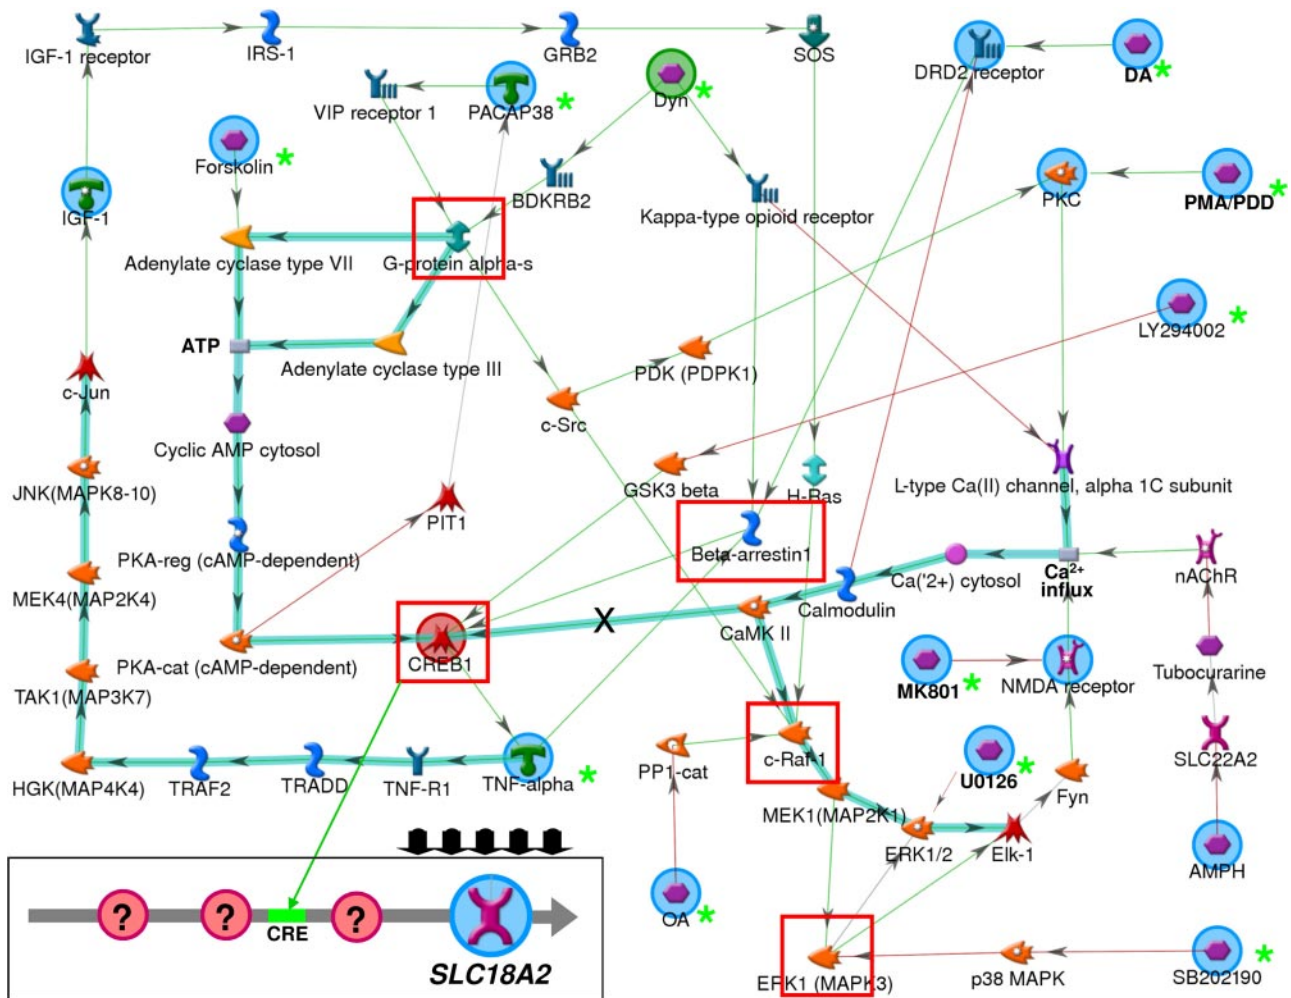 IGF-1 receptor
IRS-1
GRB2
SOS
DRD2 receptor
DA *
VIP receptor 1
PACAP38 *
Dyn *
Forskolin *
BDKRB2
Kappa-type opioid receptor
PKC
PMA/PDD *
IGF-1
Adenylate cyclase type VII
G-protein alpha-s
LY294002 *
ATP
Adenylate cyclase type III
PDK (PDPK1)
c-Jun
c-Src
Cyclic AMP cytosol
JNK(MAPK8-10)
GSK3 beta
H-Ras
L-type Ca(II) channel, alpha 1C subunit
PIT1
PKA-reg (cAMP-dependent)
Beta-arrestin1
Ca('2+) cytosol
Ca2+
influx
nAChR
MEK4(MAP2K4)
Calmodulin
X
CaMK II
PKA-cat (cAMP-dependent)
CREB1
MK801 *
NMDA receptor
Tubocurarine
TAK1(MAP3K7)
c-Raf-1
PP1-cat
SLC22A2
HGK(MAP4K4)
TRAF2
TRADD
TNF-R1
TNF-alpha *
U0126 *
Fyn
MEK1(MAP2K1)
ERK1/2
Elk-1
AMPH
OA *
? ? ?
CRE
SLC18A2
ERK1 (MAPK3)
p38 MAPK
SB202190 *